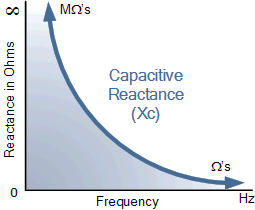 ∞
MΩ's
Reactance in Ohms
Capacitive
Reactance
(Xc)
Ω's
0
Frequency
Hz